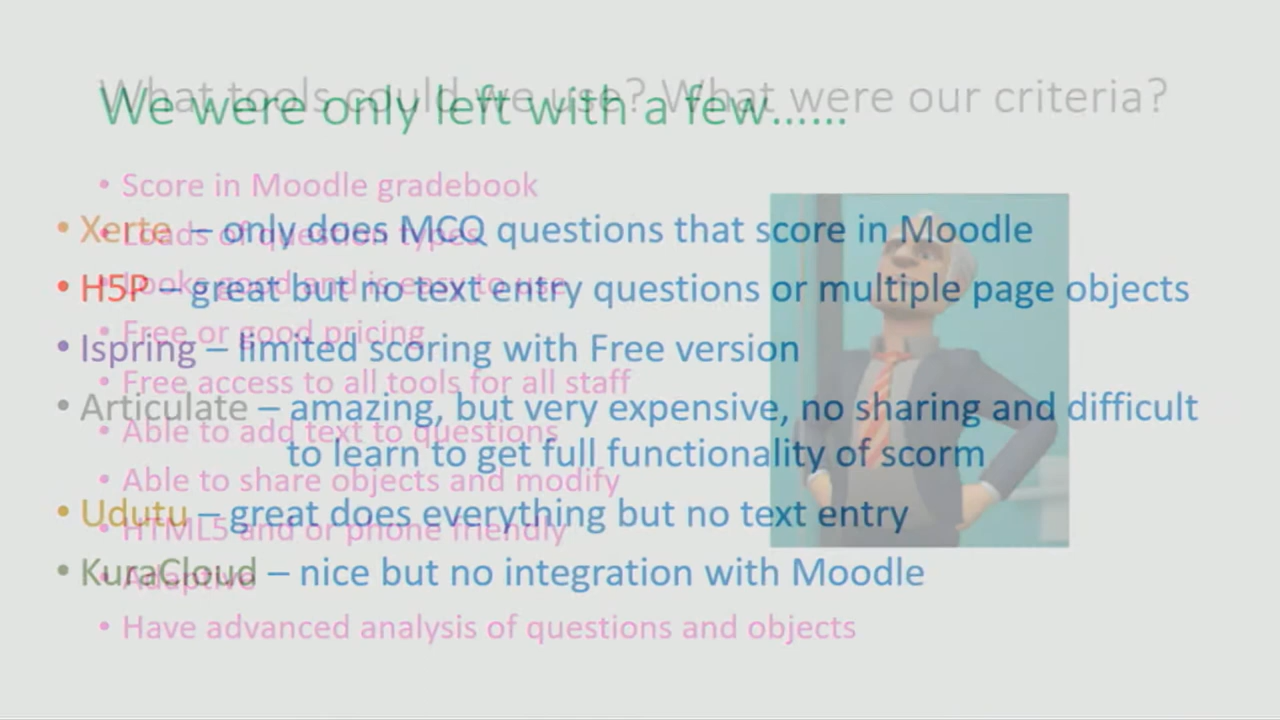 What tools could we use? What were our criteria?
• Score in Moodle gradebook
• Loads of question types
• Looks good and is easy to use
• Free or good pricing
• Free access to all tools for all staff
• Able to add text to questions
• Able to share objects and modify
• HTML5 and or phone friendly
• Adaptive
• Have advanced analysis of questions and objects
We were only left with a few......
• Xerte – only does MCQ questions that score in Moodle
• H5P – great but no text entry questions or multiple page objects
• Ispring – limited scoring with Free version
• Articulate – amazing, but very expensive, no sharing and difficult
to learn to get full functionality of scorm
• Udutu – great does everything but no text entry
• KuraCloud – nice but no integration with Moodle